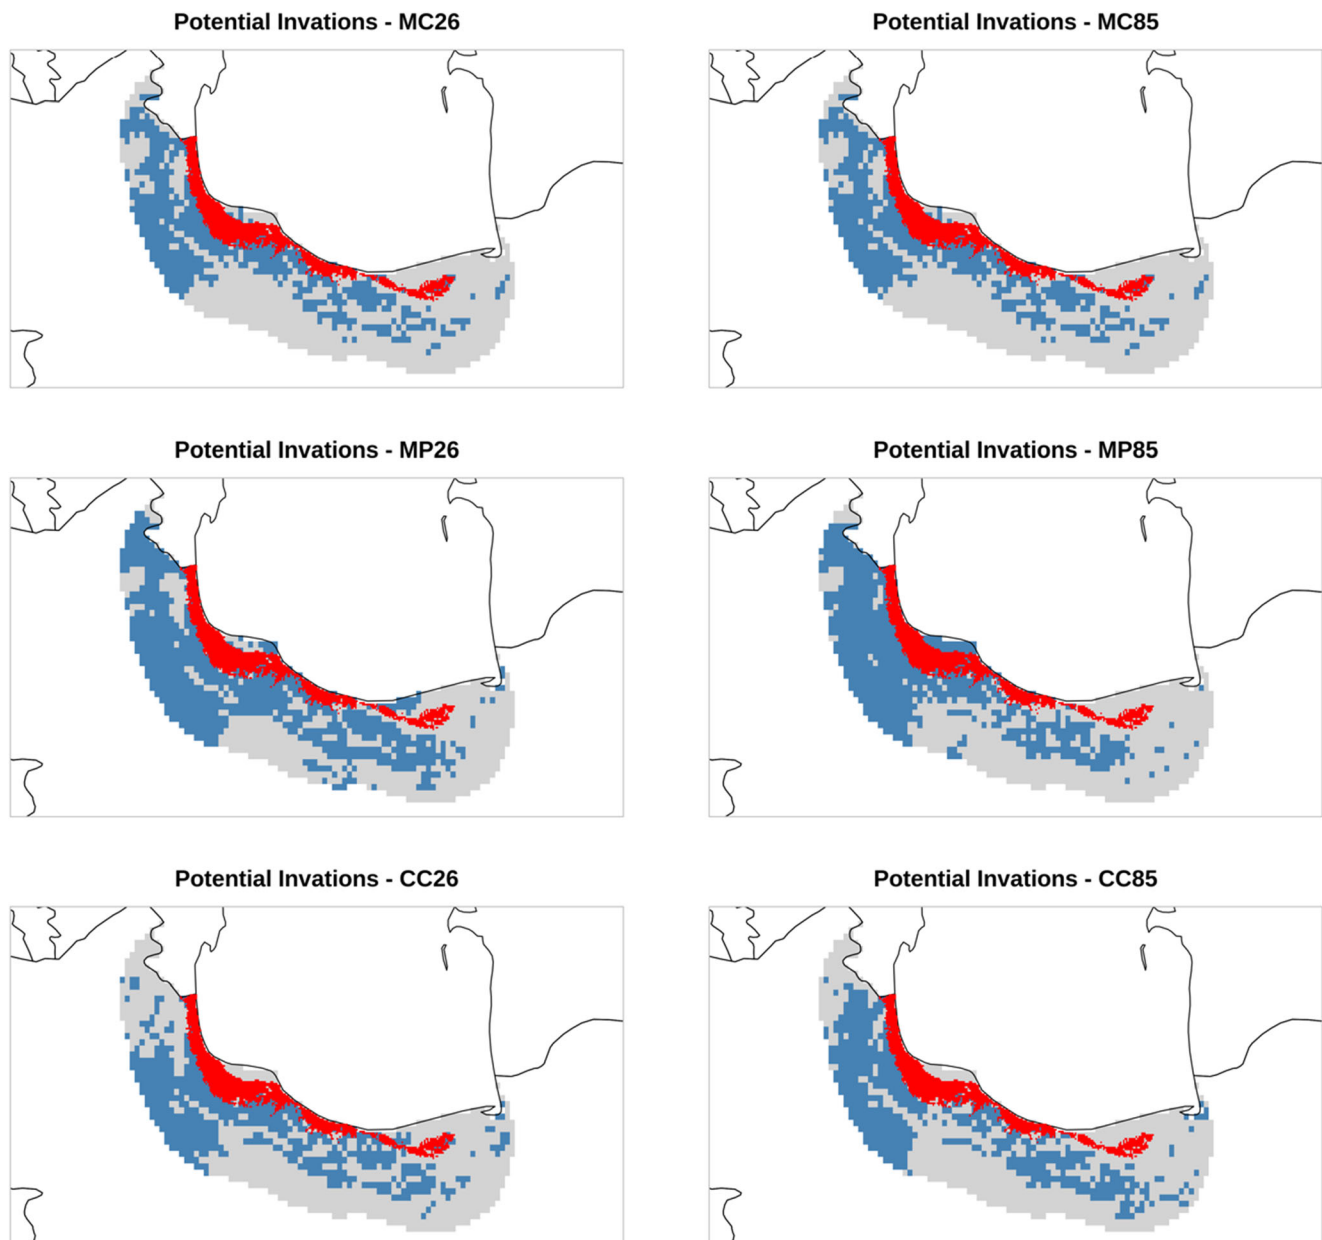 Potential Invations - MC26
Potential Invations - MC85
Potential Invations - MP26
Potential Invations - MP85
Potential Invations - CC26
Potential Invations - CC85